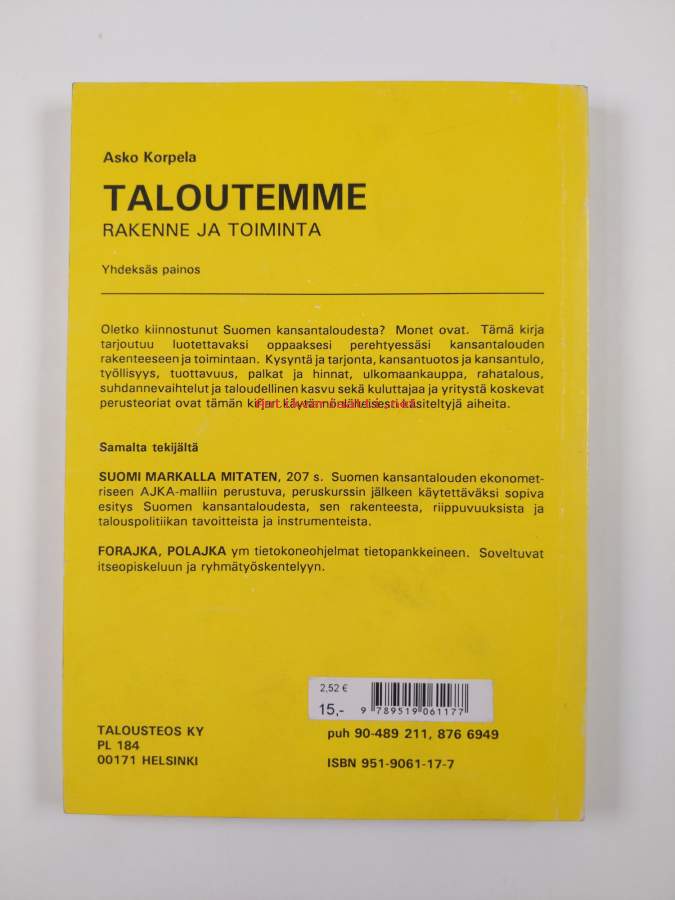 Asko Korpela
TALOUTEMME
RAKENNE JA TOIMINTA
Yhdeksäs painos
Oletko kiinnostunut Suomen kansantaloudesta? Monet ovat. Tämä kirja
tarjoutuu luotettavaksi oppaaksesi perehtyessäsi kansantalouden
rakenteeseen ja toimintaan. Kysyntä ja tarjonta, kansantuotos ja kansantulo,
työllisyys, tuottavuus, palkat ja hinnat, ulkomaankauppa, rahatalous,
suhdannevaihtelut ja taloudellinen kasvu sekä kuluttajaa ja yritystä koskevat
perusteoriat ovat tämän kirjan käytännönläheisesti käsiteltyjä aiheita.
Samalta tekijältä
SUOMI MARKALLA MITATEN, 207 s. Suomen kansantalouden ekonomet-
riseen AJKA-malliin perustuva, peruskurssin jälkeen käytettäväksi sopiva
esitys Suomen kansantaloudesta, sen rakenteesta, riippuvuuksista ja
talouspolitiikan tavoitteista ja instrumenteista.
FORAJKA, POLAJKA ym tietokoneohjelmat tietopankkeineen. Soveltuvat
itseopiskeluun ja ryhmätyöskentelyyn.
2,52 €
15,-
9 789519 061177
TALOUSTEOS KY
PL 184
00171 HELSINKI
puh 90-489 211, 876 6949
ISBN 951-9061-17-7